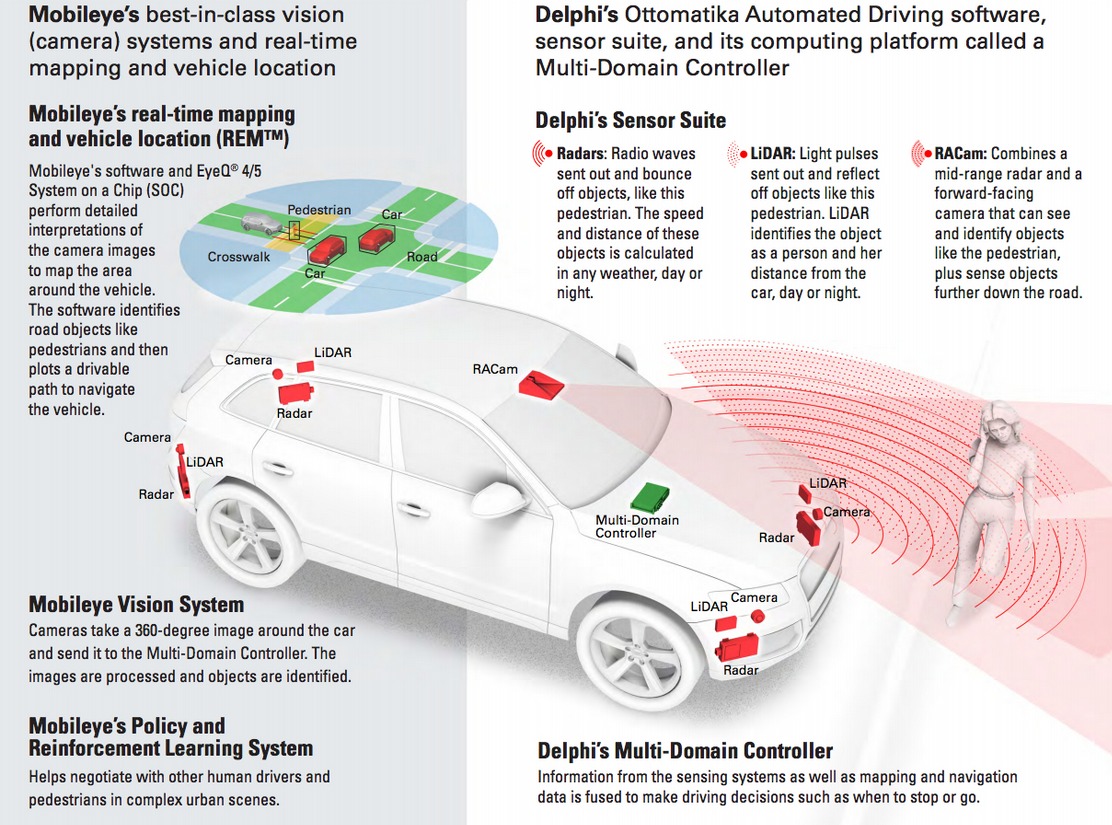 Mobileye's best-in-class vision
(camera) systems and real-time
mapping and vehicle location
Mobileye's real-time mapping
and vehicle location (REM™)
Mobileye's software and EyeQ® 4/5
System on a Chip (SOC)
perform detailed
interpretations of
the camera images
to map the area
around the vehicle.
The software identifies
road objects like
pedestrians and then
plots a drivable
path to navigate
the vehicle.
Pedestrian
Car
Crosswalk
Road
Car
Delphi's Ottomatika Automated Driving software,
sensor suite, and its computing platform called a
Multi-Domain Controller
Delphi's Sensor Suite
Radars: Radio waves
sent out and bounce
off objects, like this
pedestrian. The speed
and distance of these
objects is calculated
in any weather, day or
night.
LiDAR: Light pulses
sent out and reflect
off objects like this
pedestrian. LiDAR
identifies the object
as a person and her
distance from the
car, day or night.
RACam: Combines a
mid-range radar and a
forward-facing
camera that can see
and identify objects
like the pedestrian,
plus sense objects
further down the road.
Camera
LiDAR
Radar
RACam
Camera
LiDAR
Radar
Multi-Domain
Controller
LiDAR
Camera
Radar
Camera
LiDAR
Radar
Mobileye Vision System
Cameras take a 360-degree image around the car
and send it to the Multi-Domain Controller. The
images are processed and objects are identified.
Mobileye's Policy and
Reinforcement Learning System
Helps negotiate with other human drivers and
pedestrians in complex urban scenes.
Delphi's Multi-Domain Controller
Information from the sensing systems as well as mapping and navigation
data is fused to make driving decisions such as when to stop or go.